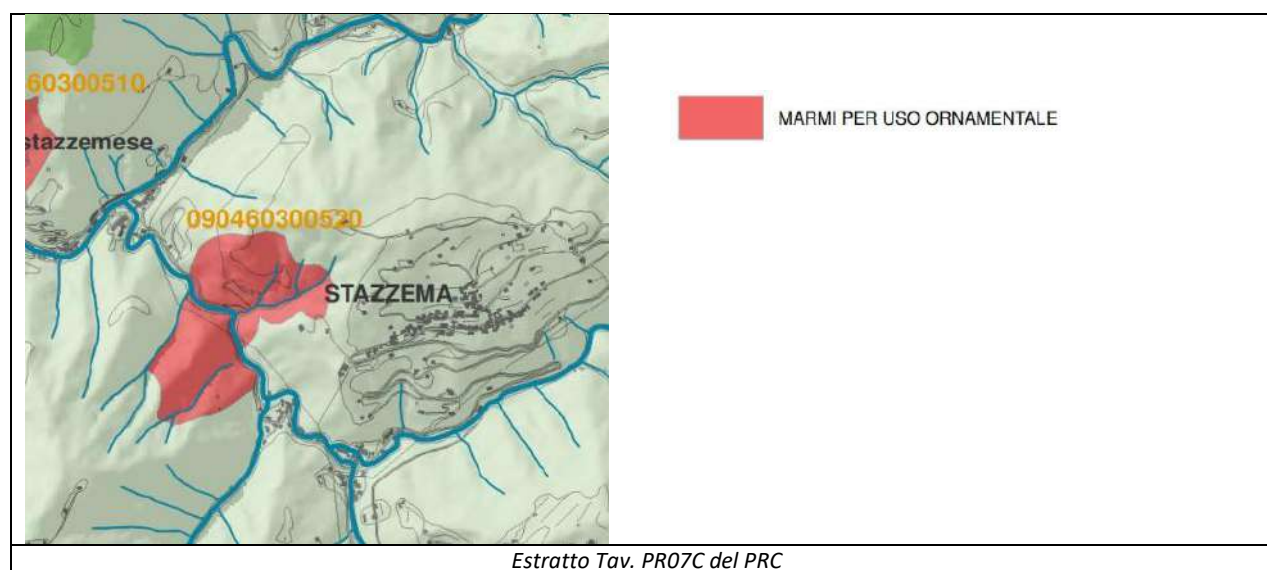 60300510
stazzemese
090460300520
STAZZEMA
MARMI PER USO ORNAMENTALE
Estratto Tav. PR07C del PRC